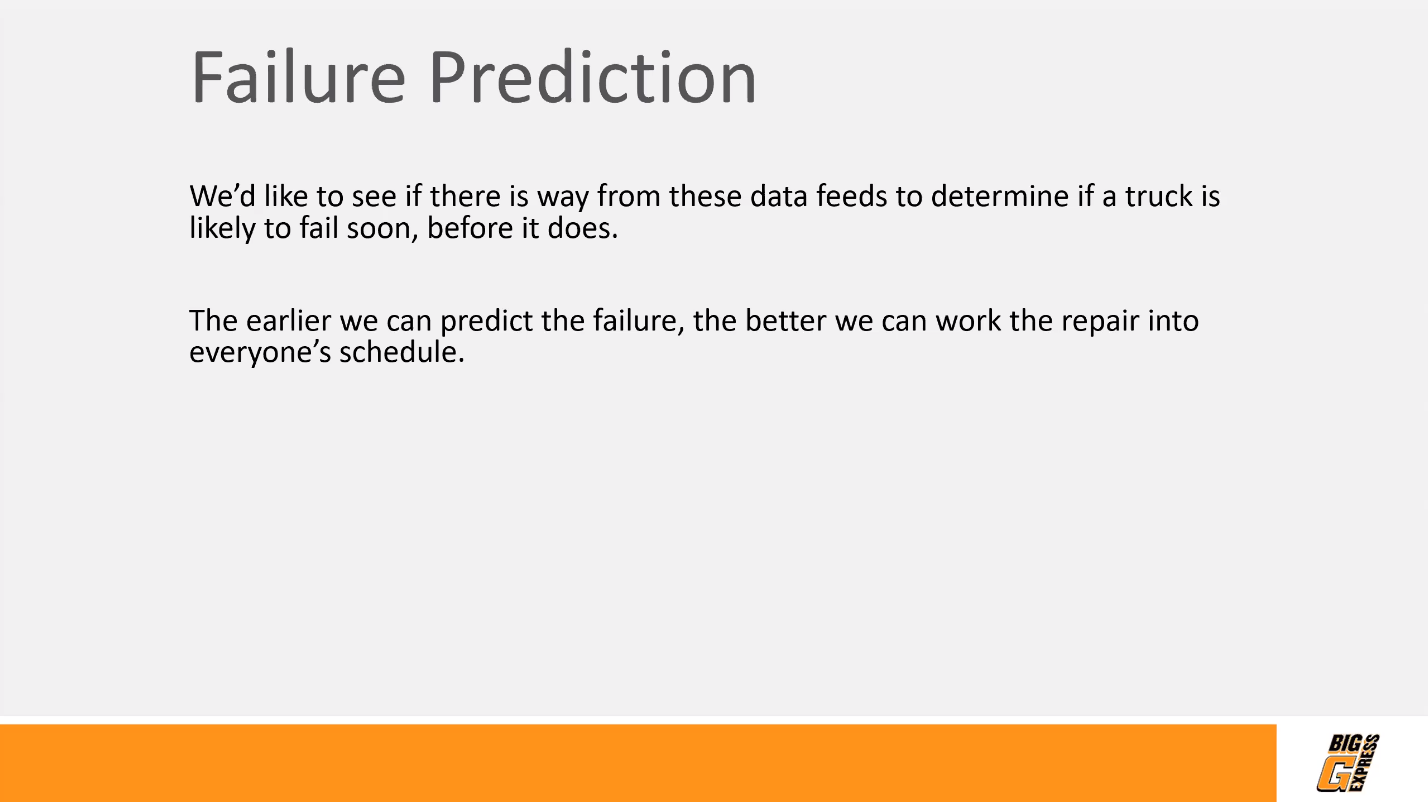 Failure Prediction
We’d like to see if there is way from these data feeds to determine if a truck is
likely to fail soon, before it does.
The earlier we can predict the failure, the better we can work the repair into
everyone’s schedule.
BIG
G
EXPRESS